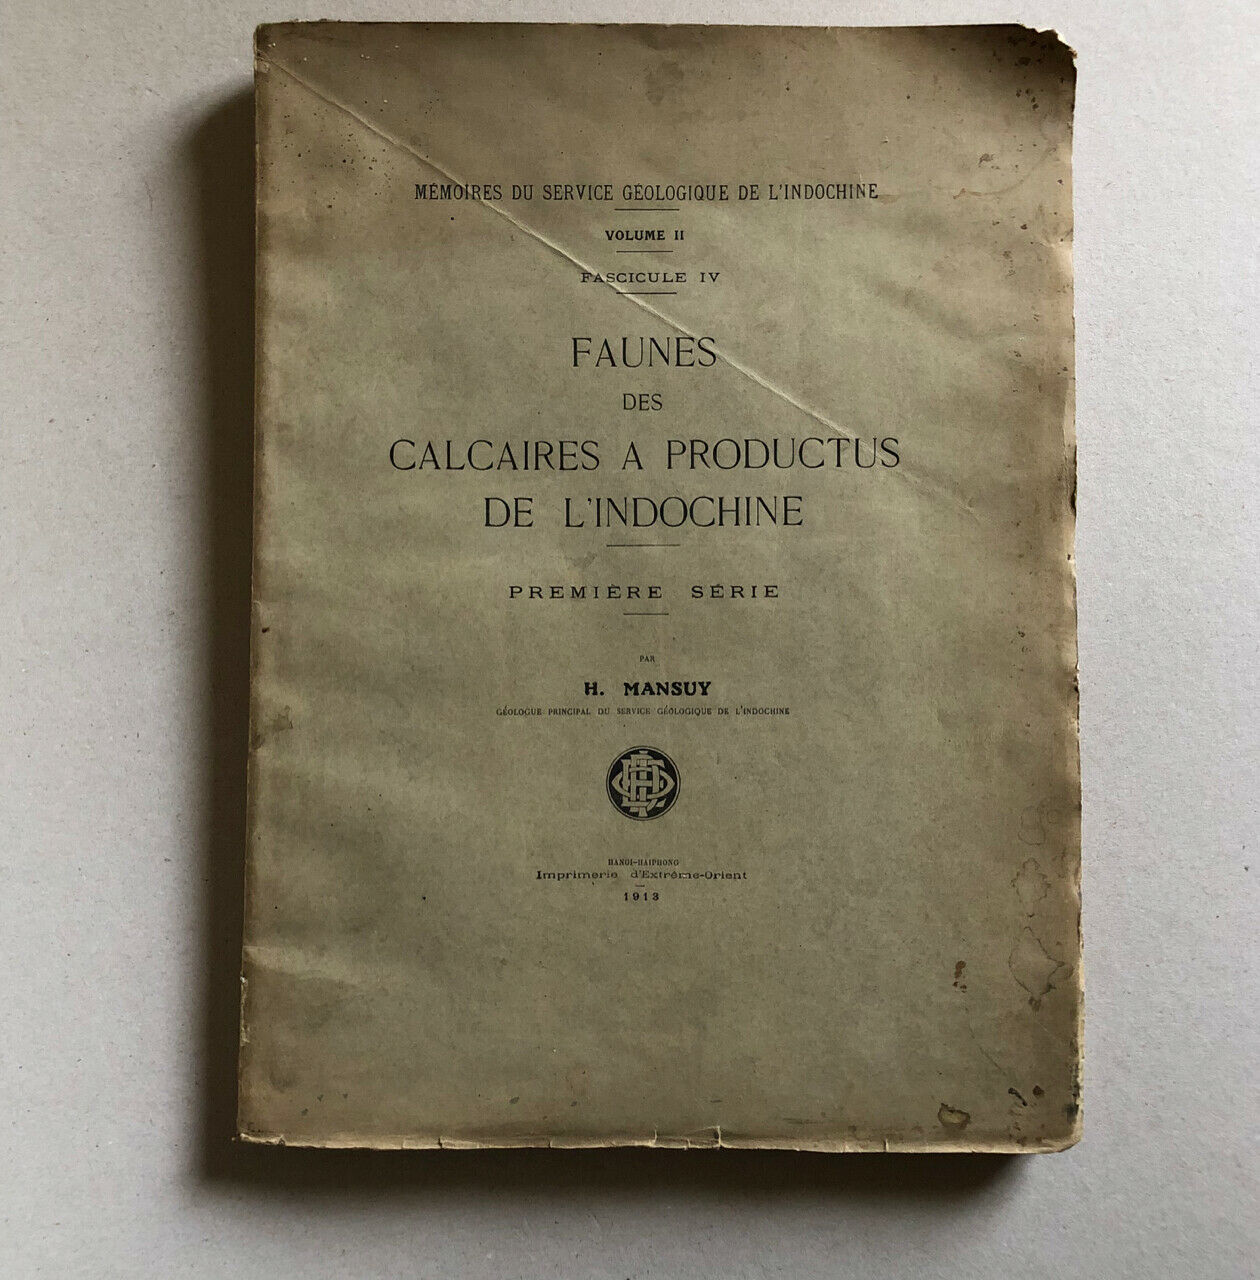 MÉMOIRES DU SERVICE GÉOLOGIQUE DE L'INDOCHINE
VOLUME II
FASCICULE IV
FAUNES
DES
CALCAIRES A PRODUCTUS
DE L'INDOCHINE
PREMIÈRE SÉRIE
PAR
H. MANSUY
GÉOLOGUE PRINCIPAL DU SERVICE GÉOLOGIQUE DE L'INDOCHINE
HANOI-HAIPHONG
Imprimerie d'Extrême-Orient
1913